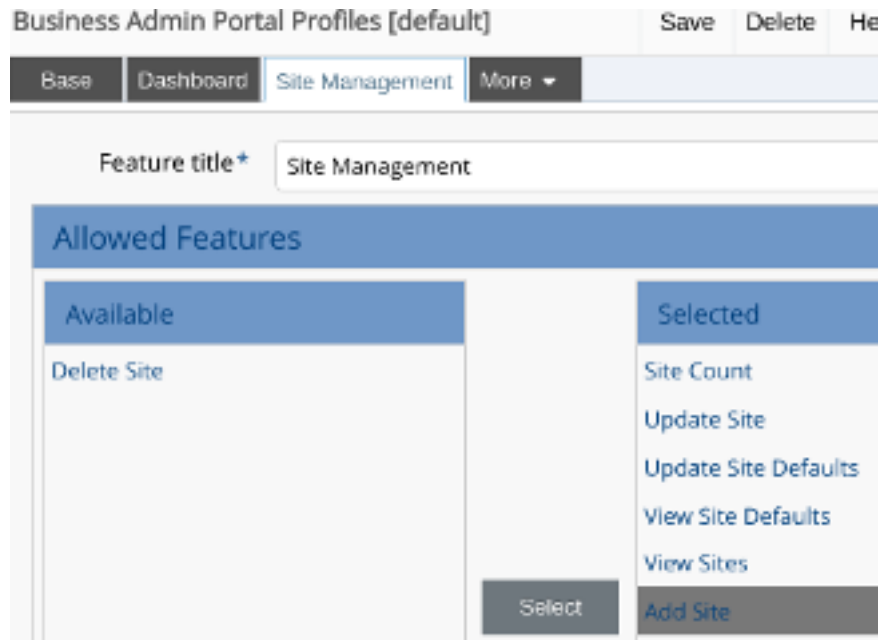 Business Admin Portal Profiles [default] Save Delete He
Base Dashboard Site Management More
Feature title* Site Management
Allowed Features
Available Selected
Delete Site Site Count
Update Site
Update Site Defaults
View Site Defaults
View Sites
Select Add Site